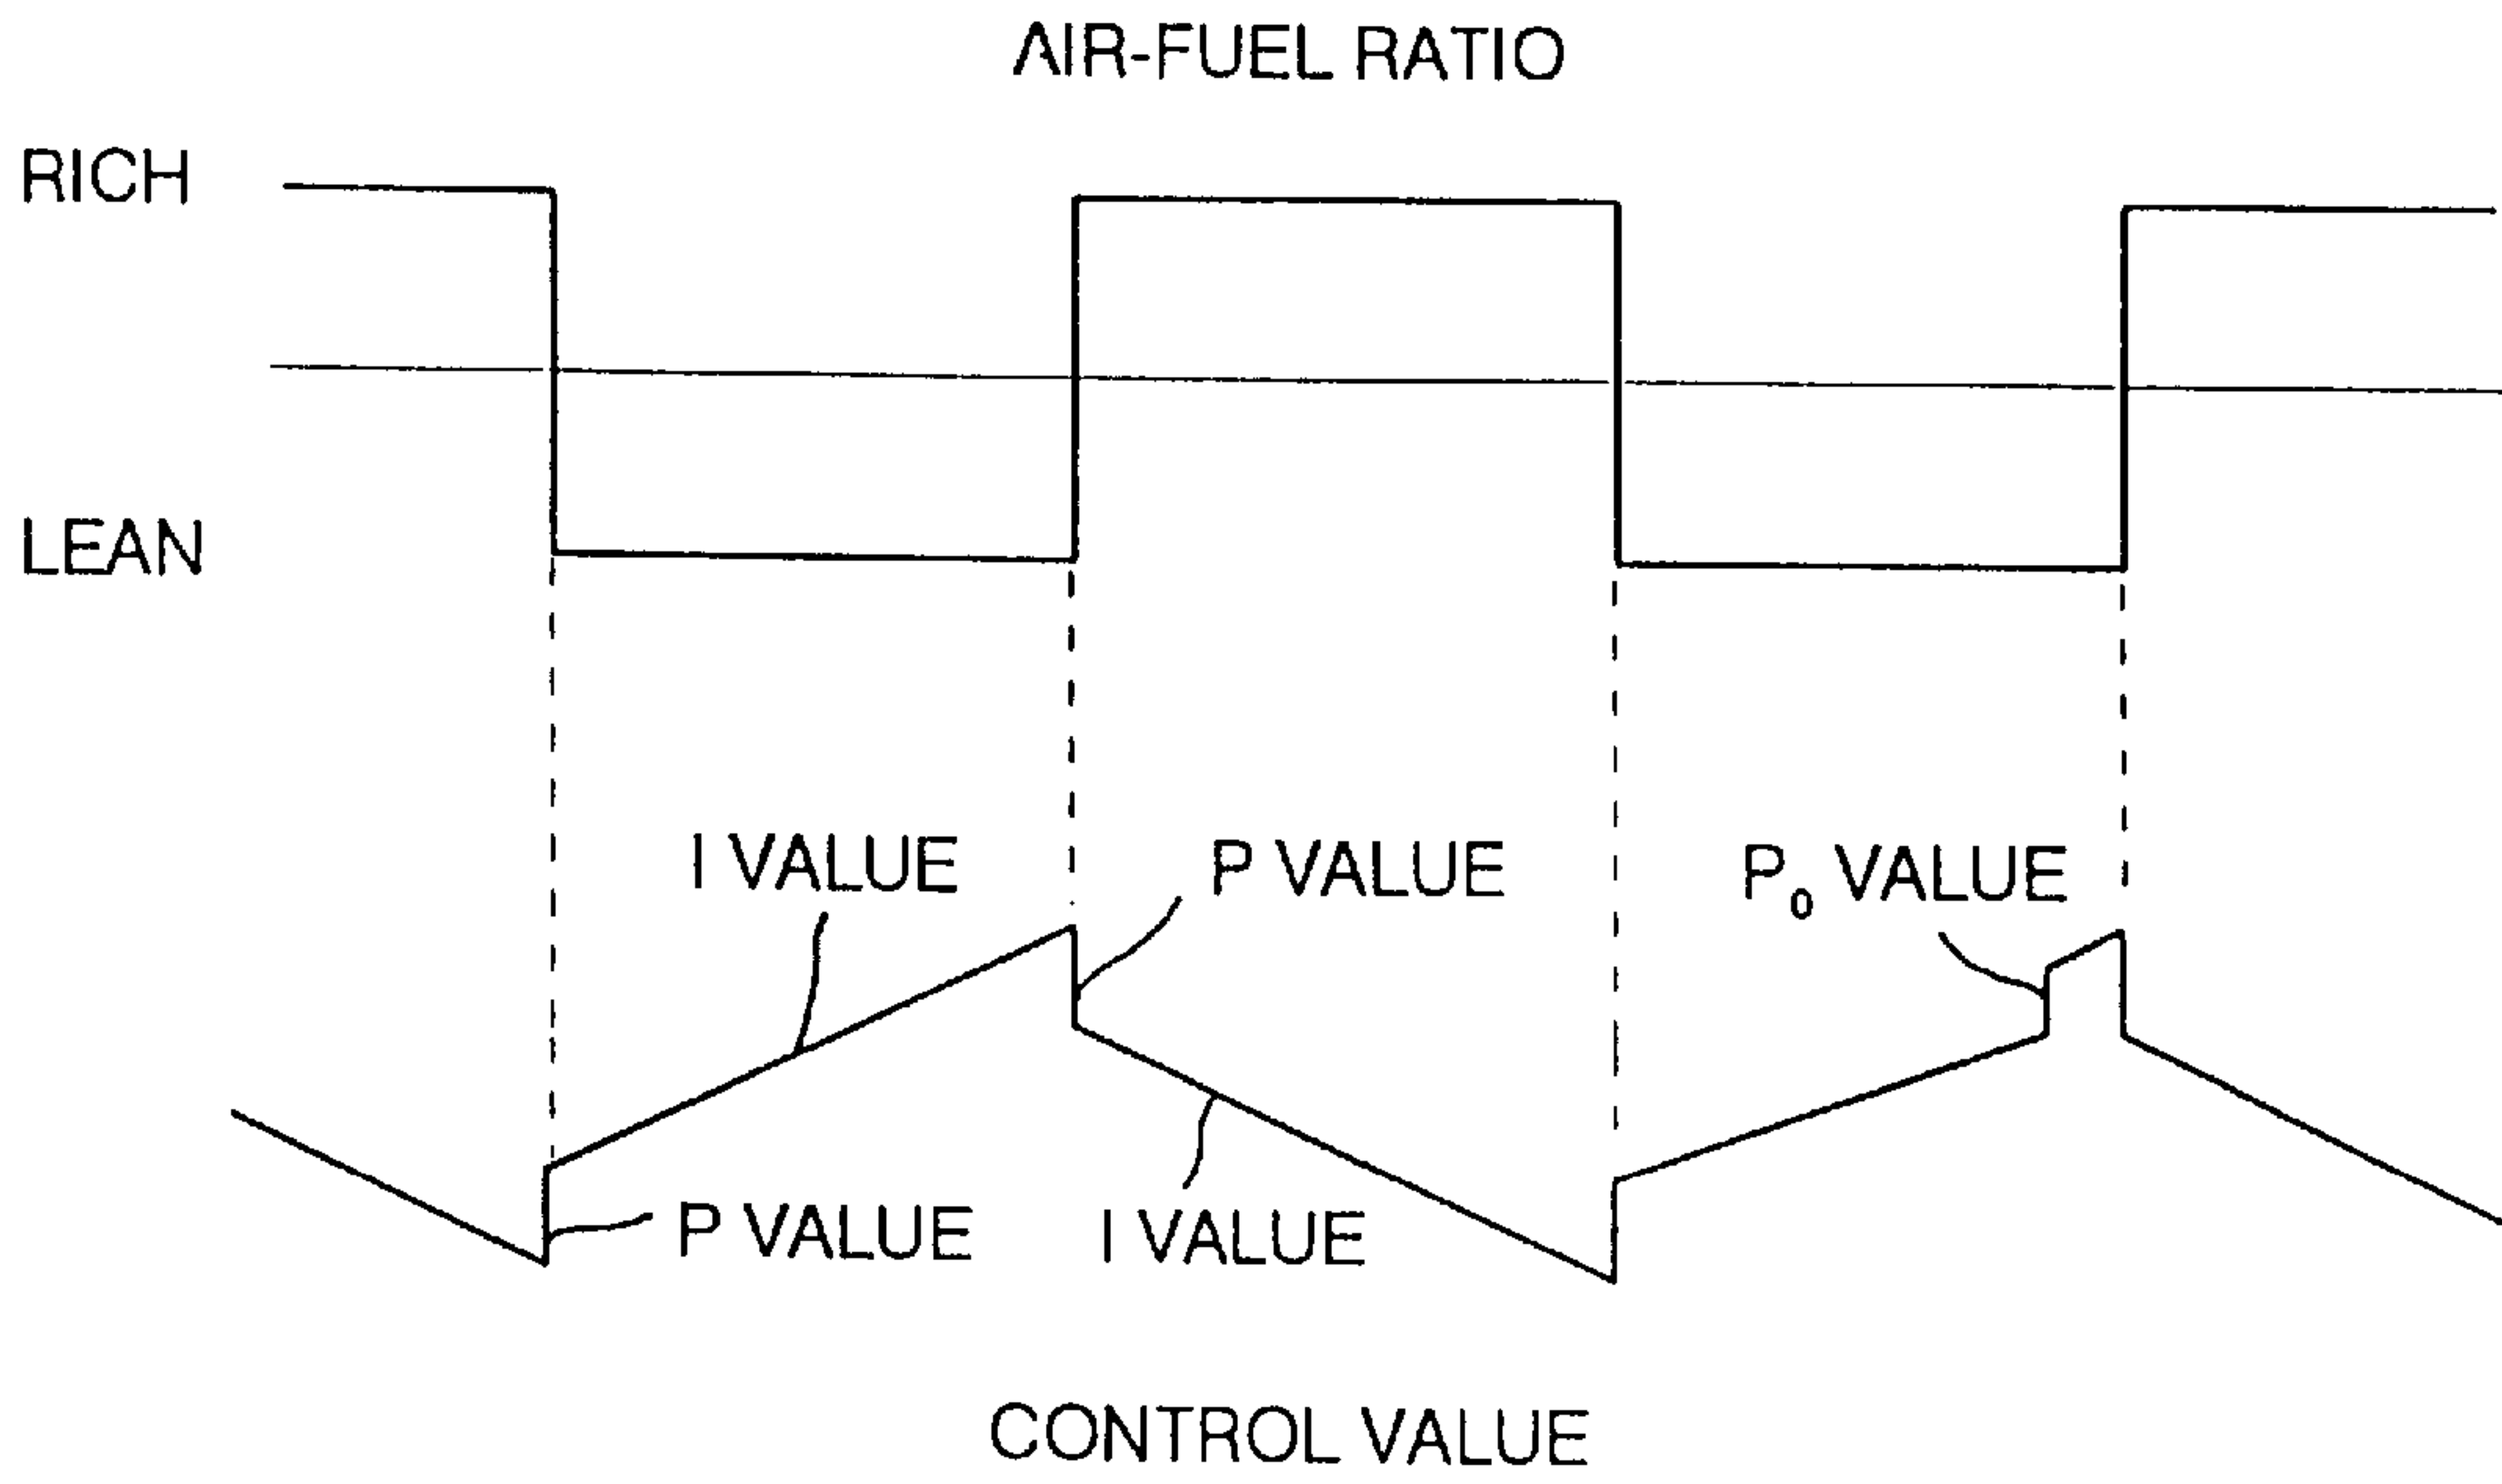 AIR-FUEL RATIO
RICH
LEAN
I VALUE
P VALUE
P₀ VALUE
P VALUE
I VALUE
CONTROL VALUE